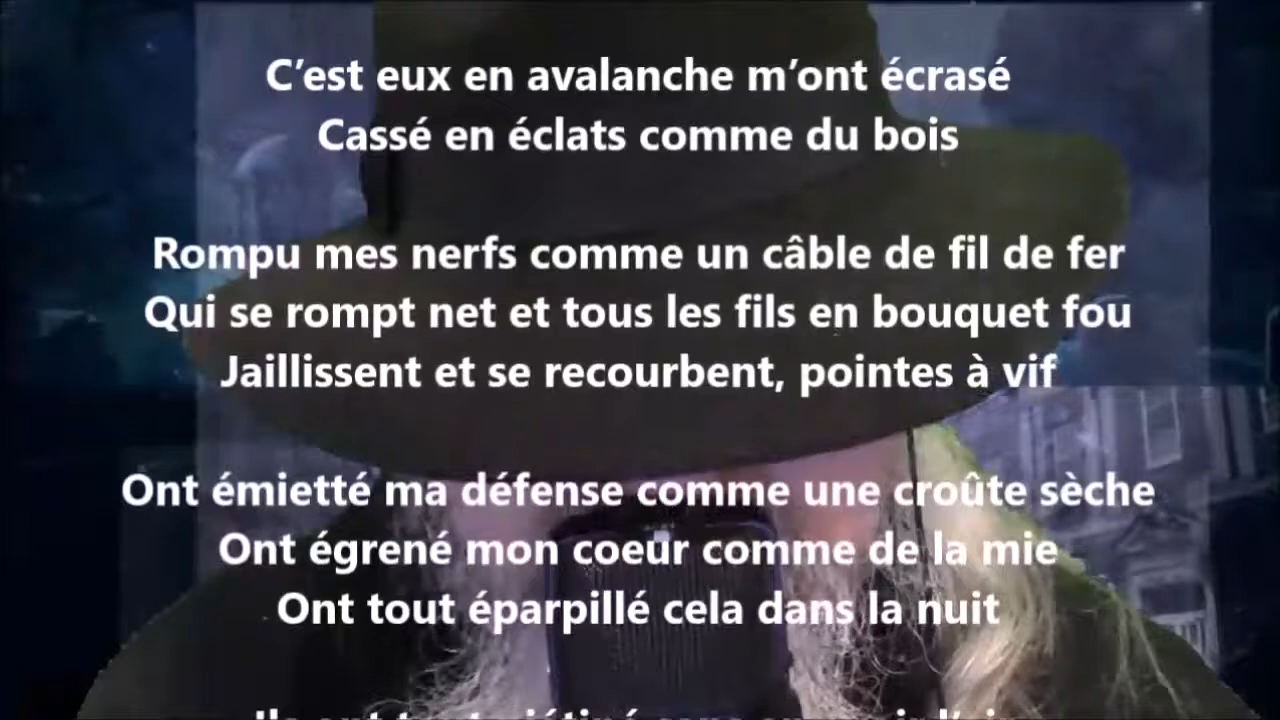 C’est eux en avalanche m’ont écrasé
Cassé en éclats comme du bois
Rompu mes nerfs comme un câble de fil de fer
Qui se rompt net et tous les fils en bouquet fou
Jaillissent et se recourbent, pointes à vif
Ont émietté ma défense comme une croûte sèche
Ont égrené mon coeur comme de la mie
Ont tout éparpillé cela dans la nuit
Ils ont tout